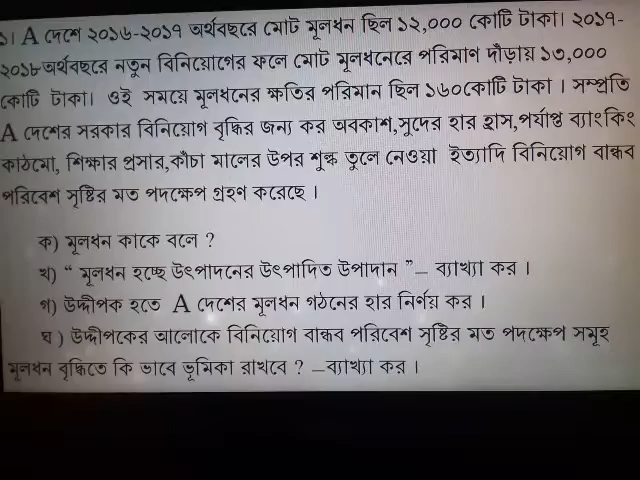 ১। A দেশে ২০১৬-২০১৭ অর্থবছরে মোট মূলধন ছিল ১২,০০০ কোটি টাকা। ২০১৭-
২০১৮অর্থবছরে নতুন বিনিয়োগের ফলে মোট মূলধনেরে পরিমাণ দাঁড়ায় ১৩,০০০
কোটি টাকা। ওই সময়ে মূলধনের ক্ষতির পরিমান ছিল ১৬০কোটি টাকা । সম্প্রতি
A দেশের সরকার বিনিয়োগ বৃদ্ধির জন্য কর অবকাশ,সুদের হার হ্রাস,পর্যাপ্ত ব্যাংকিং
কাঠমো, শিক্ষার প্রসার,কাঁচা মালের উপর শুল্ক তুলে নেওয়া ইত্যাদি বিনিয়োগ বান্ধব
পরিবেশ সৃষ্টির মত পদক্ষেপ গ্রহণ করেছে ।
ক) মূলধন কাকে বলে ?
খ) “ মূলধন হচ্ছে উৎপাদনের উৎপাদিত উপাদান ”– ব্যাখ্যা কর ।
গ) উদ্দীপক হতে A দেশের মূলধন গঠনের হার নির্ণয় কর ।
ঘ ) উদ্দীপকের আলোকে বিনিয়োগ বান্ধব পরিবেশ সৃষ্টির মত পদক্ষেপ সমূহ
মূলধন বৃদ্ধিতে কি ভাবে ভূমিকা রাখবে ? –ব্যাখ্যা কর ।